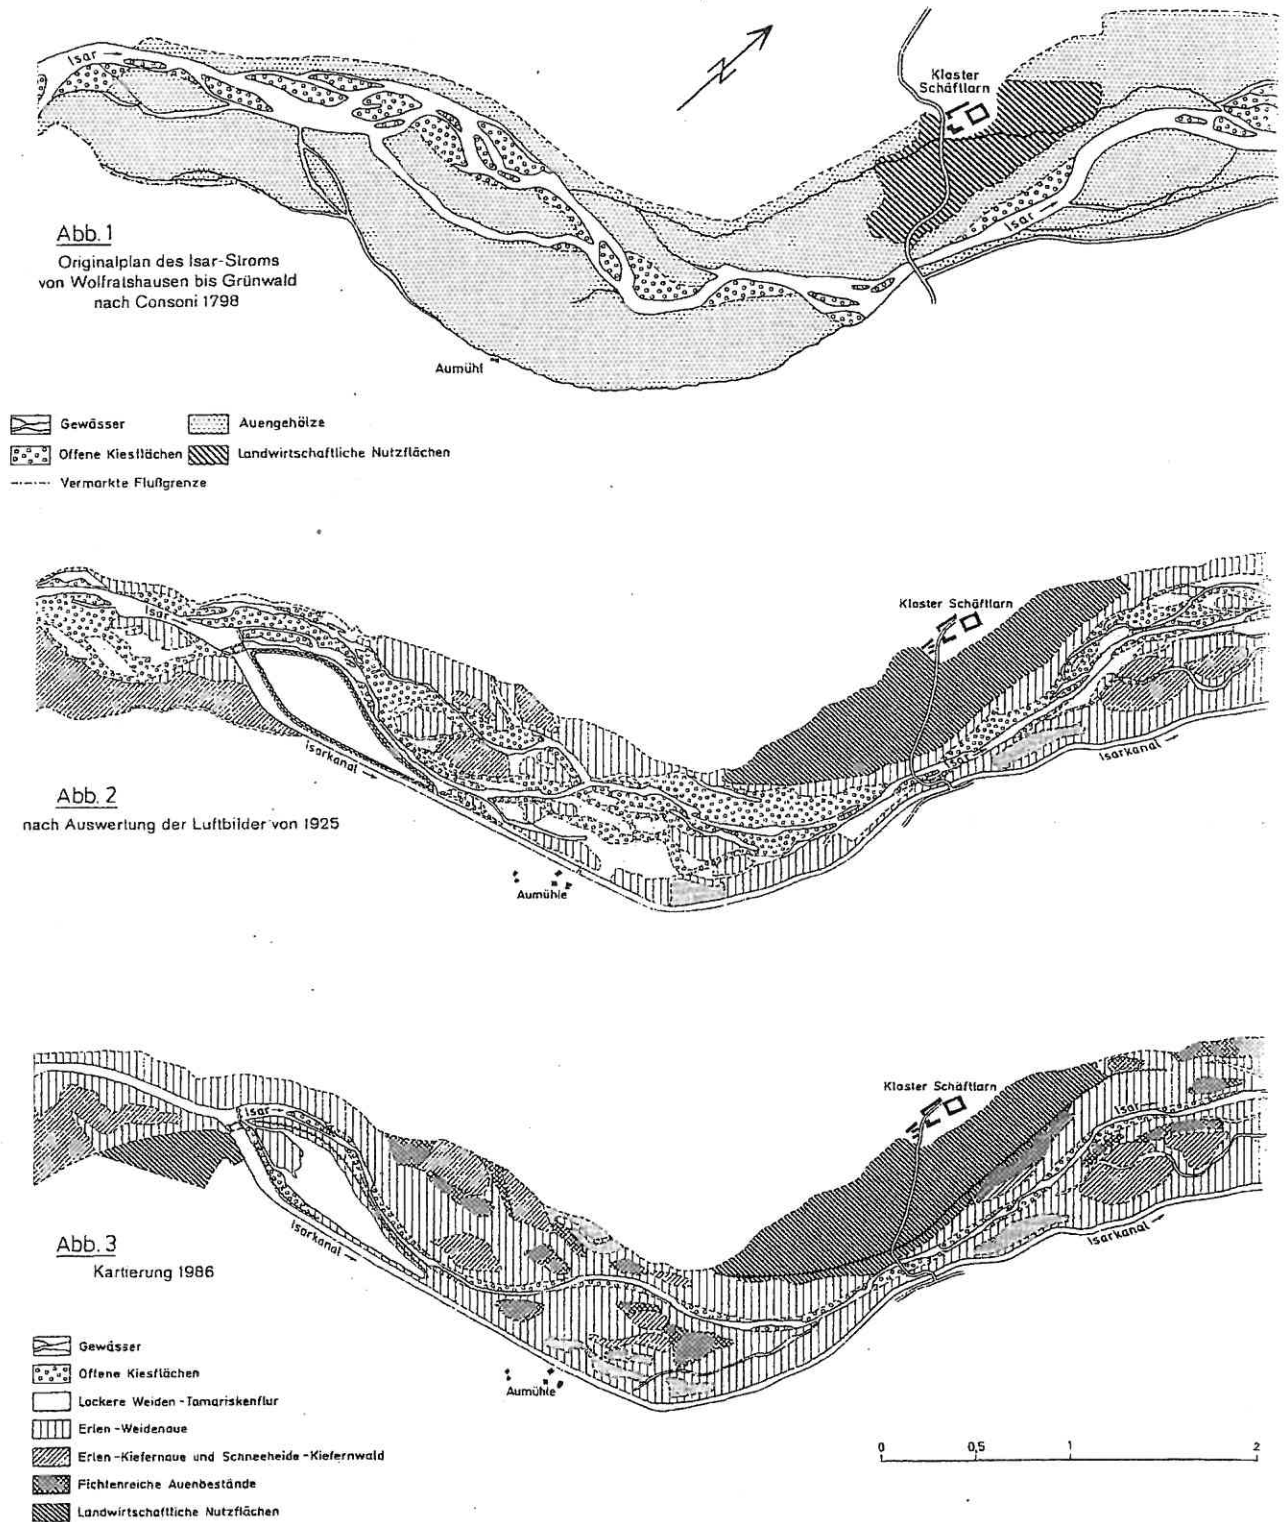 Isar
N
Kloster
Schäftlarn
Isar
Abb. 1
Originalplan des Isar-Stroms
von Wolfratshausen bis Grünwald
nach Consoni 1798
Aumühl
Gewässer
Auengehölze
Offene Kiesflächen
Landwirtschaftliche Nutzflächen
Vermarkte Flußgrenze
Isar
Kloster Schäftlarn
Isar
Isarkanal
Isarkanal
Abb. 2
nach Auswertung der Luftbilder von 1925
Aumühle
Kloster Schäftlarn
Isar
Isar
Isarkanal
Isarkanal
Abb. 3
Kartierung 1986
Aumühle
Gewässer
Offene Kiesflächen
Lockere Weiden-Tamariskenflur
Erlen-Weidenaue
Erlen-Kiefernaue und Schneeheide-Kiefernwald
Fichtenreiche Auenbestände
Landwirtschaftliche Nutzflächen
0 0,5 1 2